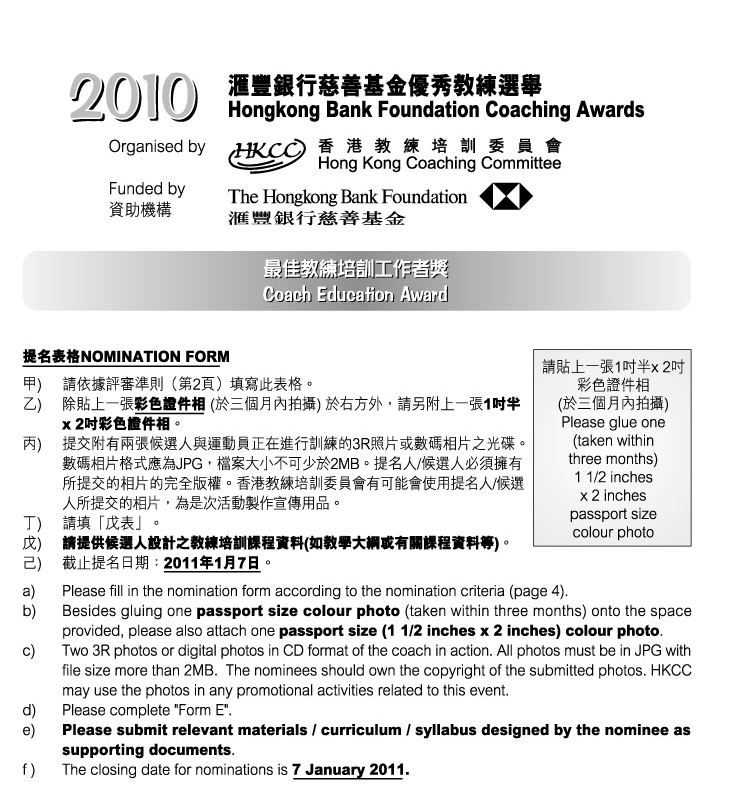 2010
滙豐銀行慈善基金優秀教練選舉
Hongkong Bank Foundation Coaching Awards
Organised by
HKCC
香港教練培訓委員會
Hong Kong Coaching Committee
Funded by
資助機構
The Hongkong Bank Foundation
滙豐銀行慈善基金
最佳教練培訓工作者獎
Coach Education Award
提名表格NOMINATION FORM
甲) 請依據評審準則（第2頁）填寫此表格。
乙) 除貼上一張彩色證件相 (於三個月內拍攝) 於右方外，請另附上一張1吋半
x 2吋彩色證件相。
丙) 提交附有兩張候選人與運動員正在進行訓練的3R照片或數碼相片之光碟。
數碼相片格式應為JPG，檔案大小不可少於2MB。提名人/候選人必須擁有
所提交的相片的完全版權。香港教練培訓委員會有可能會使用提名人/候選
人所提交的相片，為是次活動製作宣傳用品。
丁) 請填「戊表」。
戊) 請提供候選人設計之教練培訓課程資料(如教學大綱或有關課程資料等)。
己) 截止提名日期：2011年1月7日。
請貼上一張1吋半x 2吋
彩色證件相
(於三個月內拍攝)
Please glue one
(taken within
three months)
1 1/2 inches
x 2 inches
passport size
colour photo
a) Please fill in the nomination form according to the nomination criteria (page 4).
b) Besides gluing one passport size colour photo (taken within three months) onto the space
provided, please also attach one passport size (1 1/2 inches x 2 inches) colour photo.
c) Two 3R photos or digital photos in CD format of the coach in action. All photos must be in JPG with
file size more than 2MB. The nominees should own the copyright of the submitted photos. HKCC
may use the photos in any promotional activities related to this event.
d) Please complete "Form E".
e) Please submit relevant materials / curriculum / syllabus designed by the nominee as
supporting documents.
f ) The closing date for nominations is 7 January 2011.